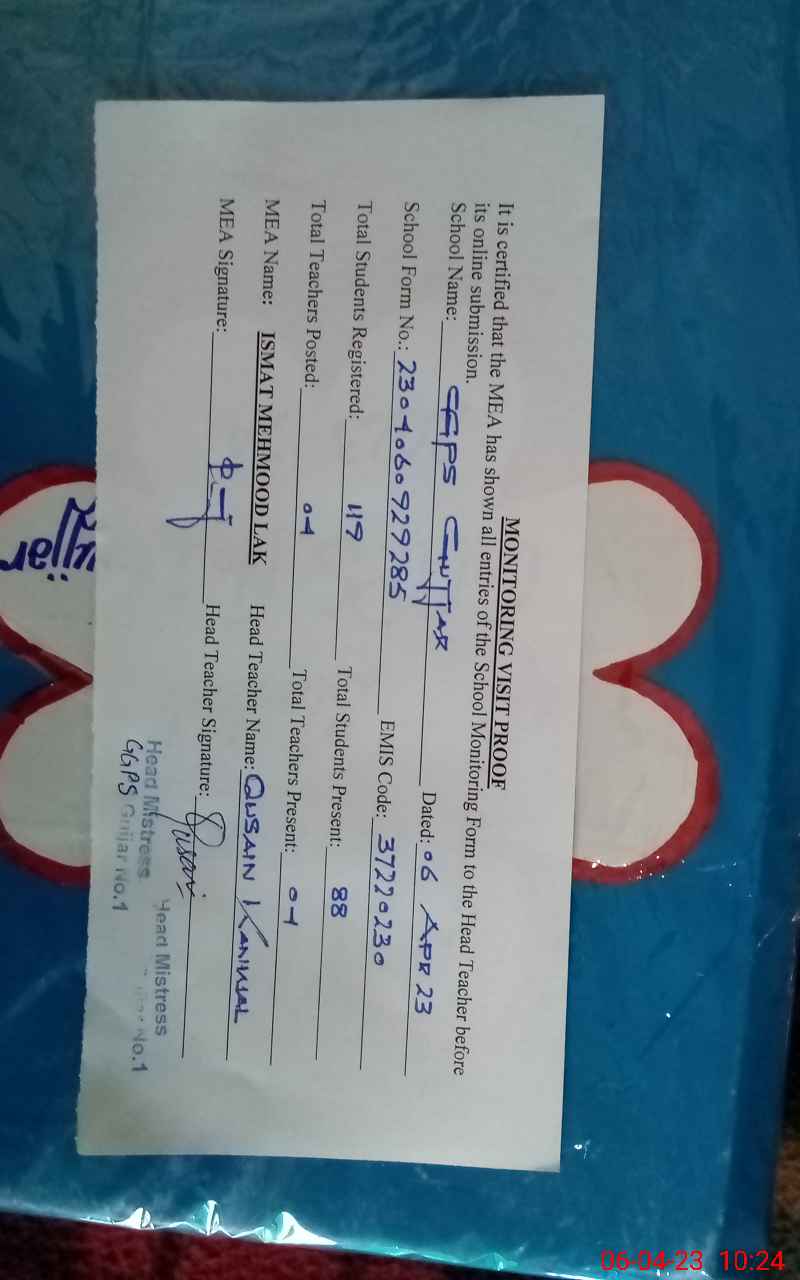 MONITORING VISIT PROOF
It is certified that the MEA has shown all entries of the School Monitoring Form to the Head Teacher before
its online submission.
School Name: GGPS GUJJAR Dated: 06 APR 23
School Form No.: 2304060929285 EMIS Code: 37220230
Total Students Registered: 119 Total Students Present: 88
Total Teachers Posted: 04 Total Teachers Present: 04
MEA Name: ISMAT MEHMOOD LAK Head Teacher Name: QUSAIN
MEA Signature: Head Teacher Signature:
Head Mistress Head Mistress
GGPS Gujjar No.1 No.1
06-04-23 10:24